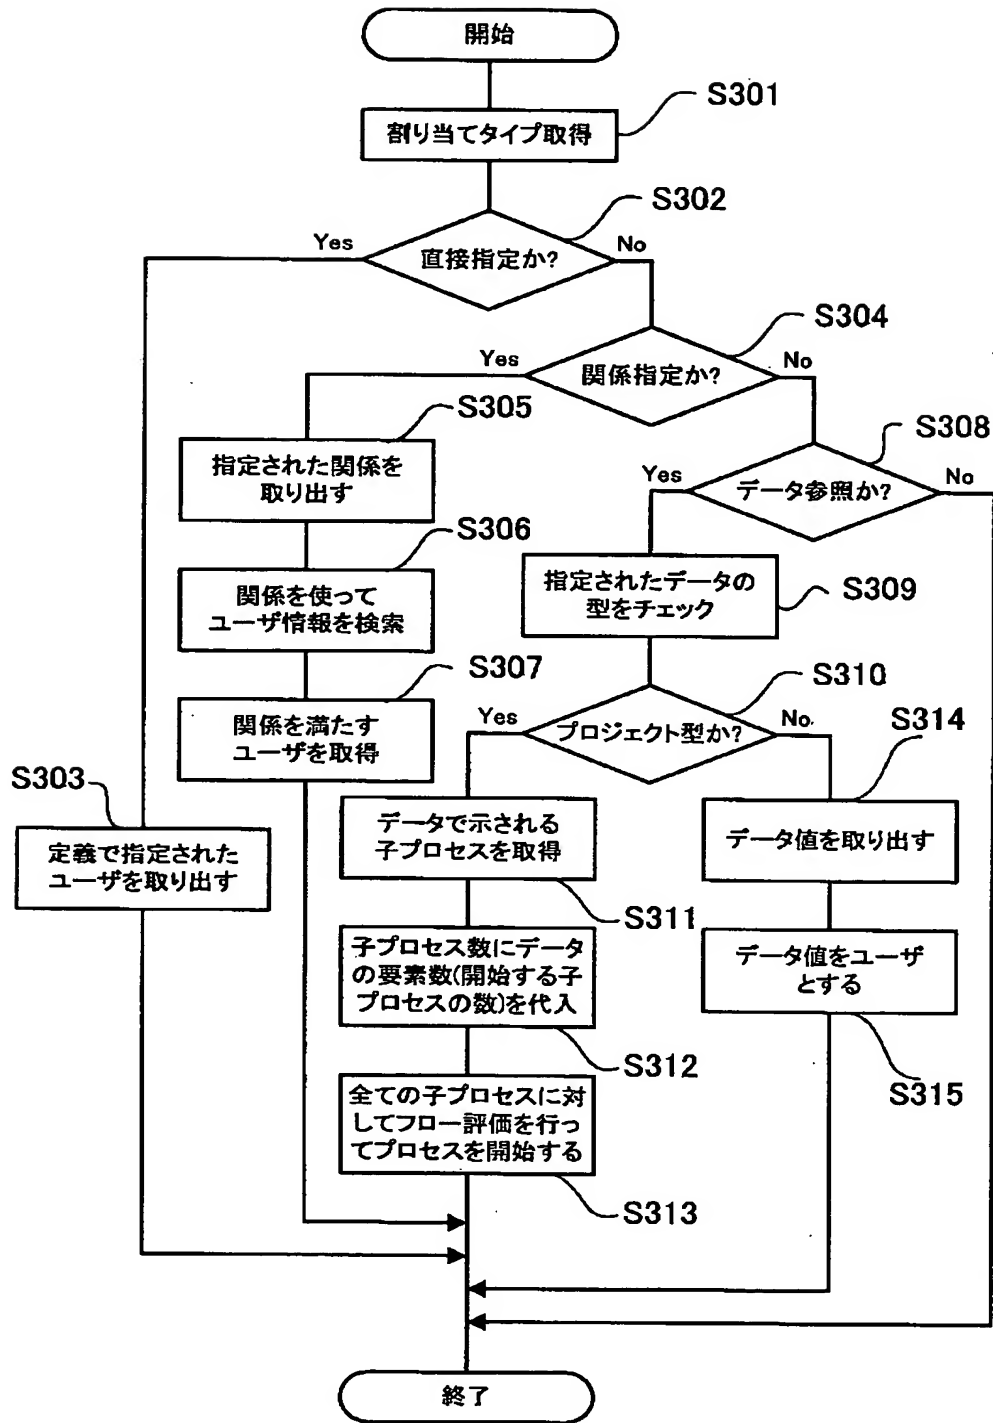 開始
S301
割り当てタイプ取得
S302
Yes
直接指定か?
No
S304
Yes
関係指定か?
No
S305
指定された関係を
取り出す
S308
Yes
データ参照か?
No
S306
関係を使って
ユーザ情報を検索
指定されたデータの
型をチェック
S309
S307
関係を満たす
ユーザを取得
S310
Yes
プロジェクト型か?
No
S314
S303
定義で指定された
ユーザを取り出す
データで示される
子プロセスを取得
データ値を取り出す
S311
子プロセス数にデータ
の要素数(開始する子
プロセスの数)を代入
データ値をユーザ
とする
S312
S315
全ての子プロセスに対
してフロー評価を行っ
てプロセスを開始する
S313
終了